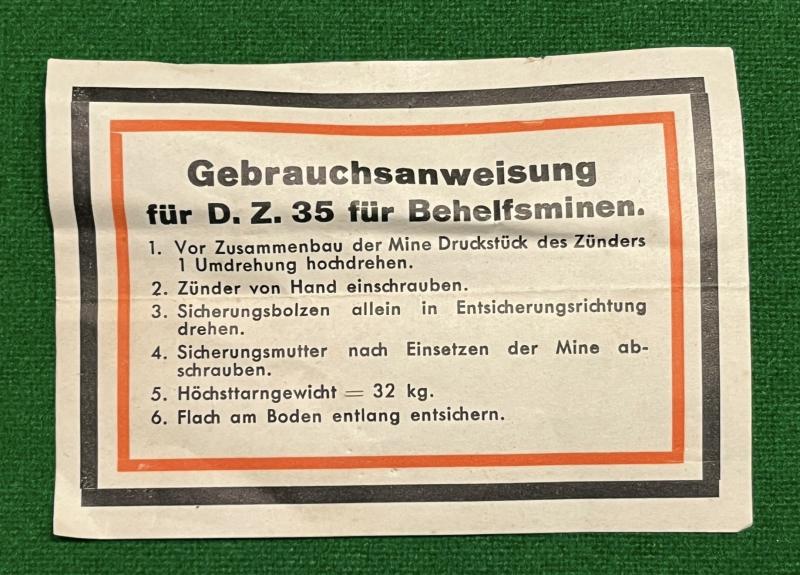 Gebrauchsanweisung
für D. Z. 35 für Behelfsminen.
1. Vor Zusammenbau der Mine Druckstück des Zünders
1 Umdrehung hochdrehen.
2. Zünder von Hand einschrauben.
3. Sicherungsbolzen allein in Entsicherungsrichtung
drehen.
4. Sicherungsmutter nach Einsetzen der Mine ab-
schrauben.
5. Höchsttarngewicht = 32 kg.
6. Flach am Boden entlang entsichern.